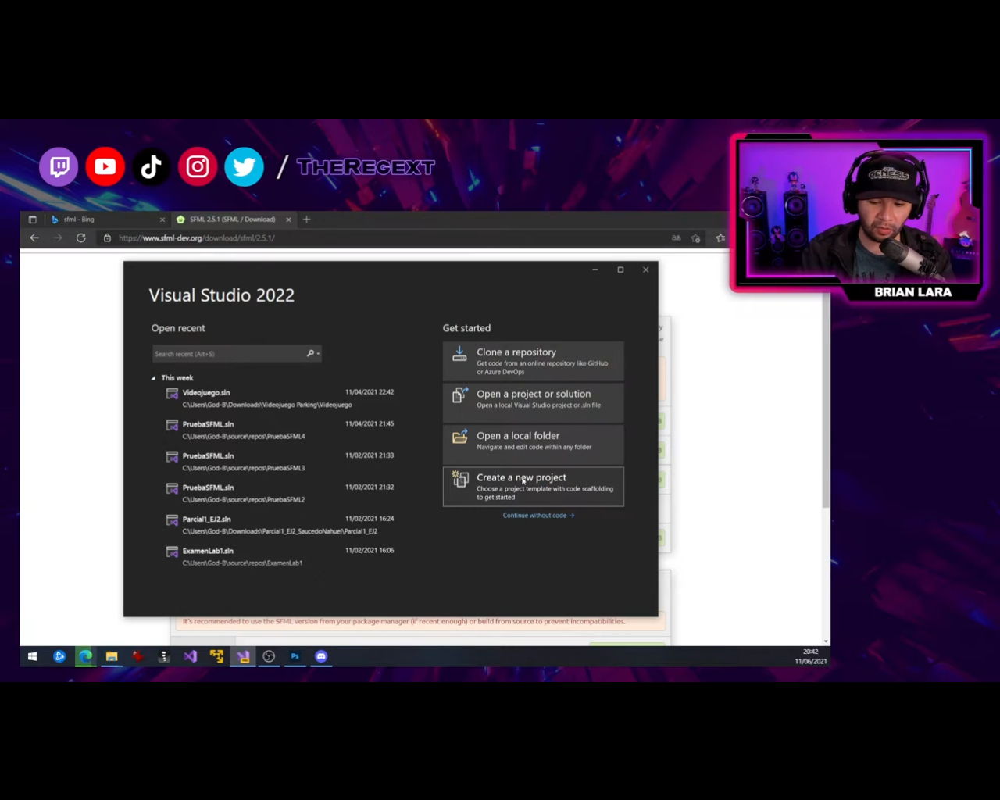 / THEREGEXT
GENESIS
BRIAN LARA
sfml - Bing
SFML 2.5.1 (SFML / Download)
https://www.sfml-dev.org/download/sfml/2.5.1/
Visual Studio 2022
Open recent
Search recent (Alt+S)
This week
Videojuego.sln 11/04/2021 22:42
C:\Users\God-B\Downloads\Videojuego Parking\Videojuego
PruebaSFML.sln 11/04/2021 21:45
C:\Users\God-B\source\repos\PruebaSFML4
PruebaSFML.sln 11/02/2021 21:33
C:\Users\God-B\source\repos\PruebaSFML3
PruebaSFML.sln 11/02/2021 21:32
C:\Users\God-B\source\repos\PruebaSFML2
Parcial1_EJ2.sln 11/02/2021 16:24
C:\Users\God-B\Downloads\Parcial1_EJ2_SaucedoNahuel\Parcial1_EJ2
ExamenLab1.sln 11/02/2021 16:06
C:\Users\God-B\source\repos\ExamenLab1
Get started
Clone a repository
Get code from an online repository like GitHub
or Azure DevOps
Open a project or solution
Open a local Visual Studio project or .sln file
Open a local folder
Navigate and edit code within any folder
Create a new project
Choose a project template with code scaffolding
to get started
Continue without code →
It's recommended to use the SFML version from your package manager (if recent enough) or build from source to prevent incompatibilities.
Ps
20:42
11/06/2021